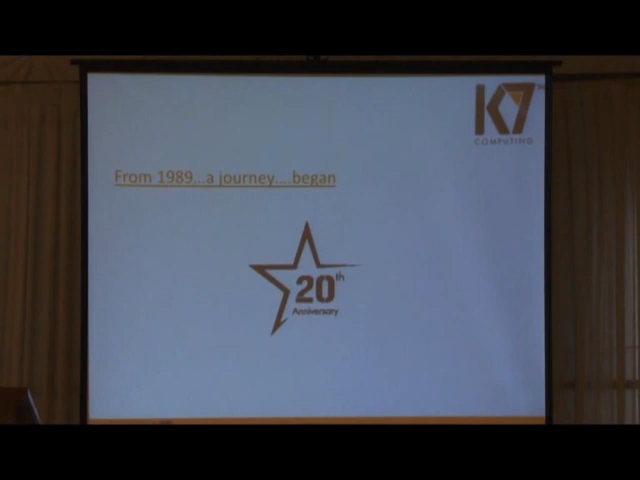 K7
COMPUTING
From 1989...a journey....began
20th
Anniversary